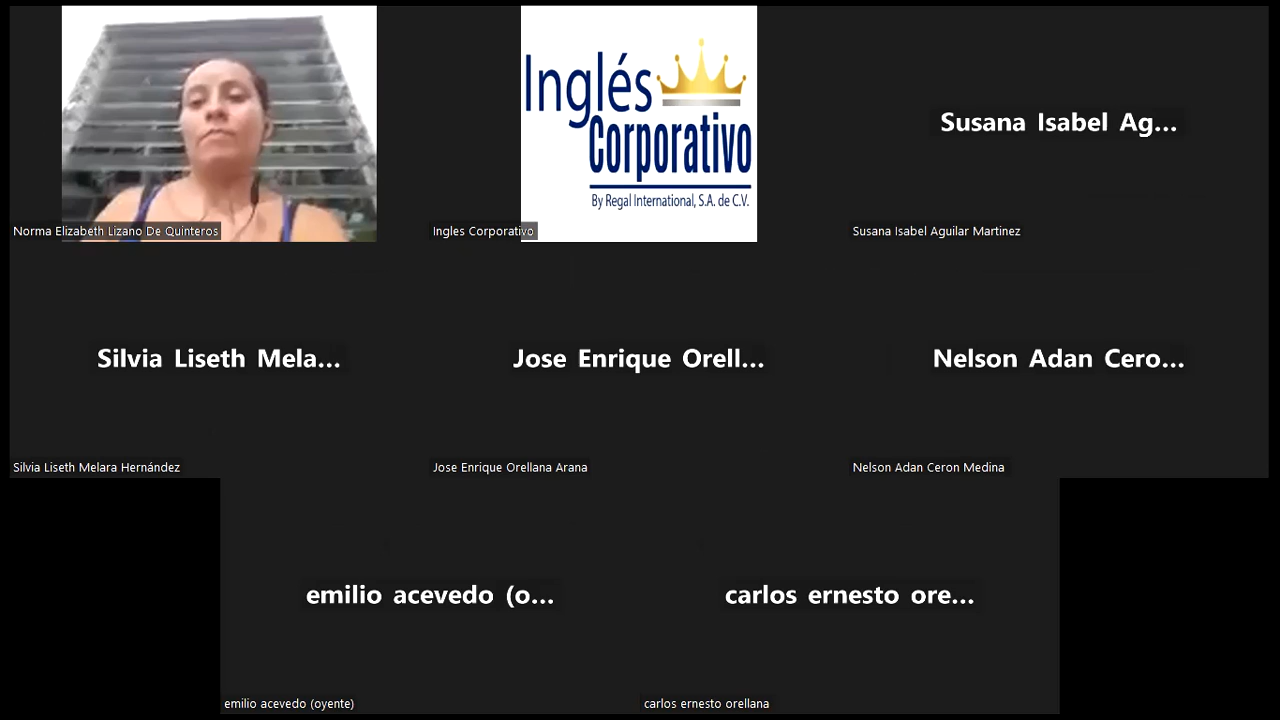 Inglés
Corporativo
By Regal International, S.A. de C.V.
Susana Isabel Ag...
Norma Elizabeth Lizano De Quinteros
Ingles Corporativo
Susana Isabel Aguilar Martinez
Silvia Liseth Mela...
Jose Enrique Orell...
Nelson Adan Cero...
Silvia Liseth Melara Hernández
Jose Enrique Orellana Arana
Nelson Adan Ceron Medina
emilio acevedo (o...
carlos ernesto ore...
emilio acevedo (oyente)
carlos ernesto orellana